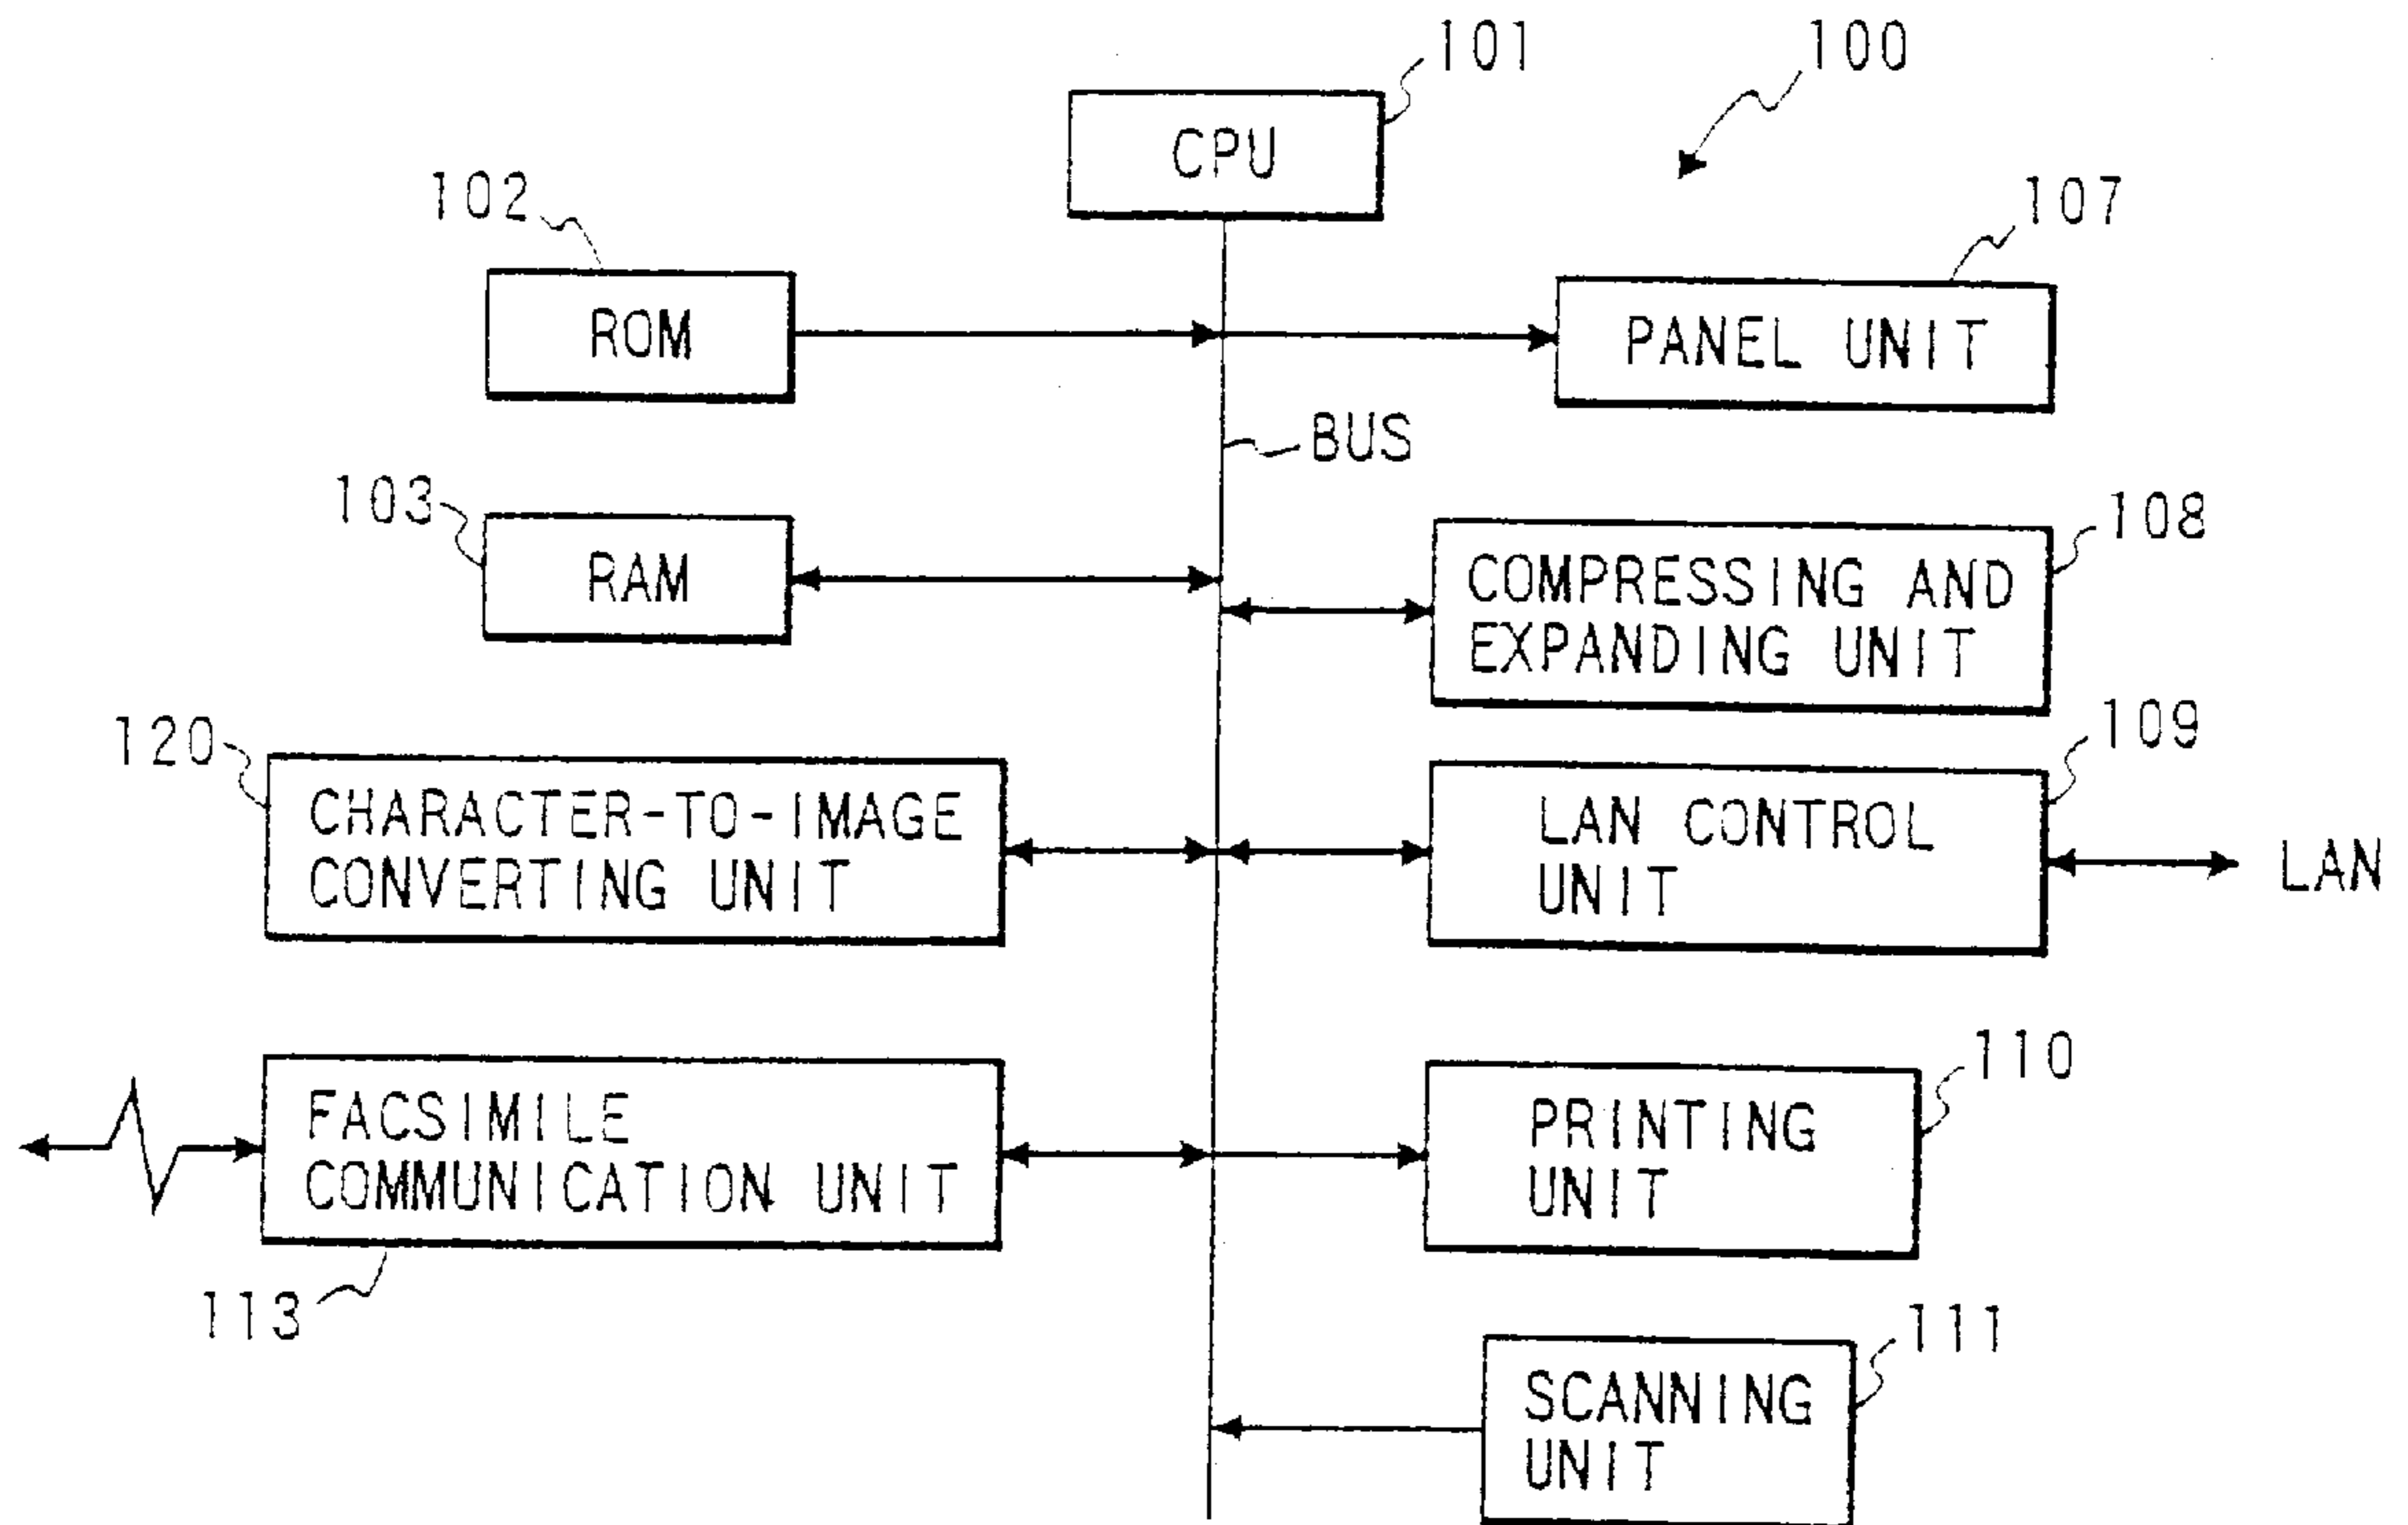 101
100
CPU
102
107
ROM
PANEL UNIT
BUS
103
108
RAM
COMPRESSING AND
EXPANDING UNIT
120
109
CHARACTER-TO-IMAGE
CONVERTING UNIT
LAN CONTROL
UNIT
LAN
110
FACSIMILE
COMMUNICATION UNIT
PRINTING
UNIT
113
111
SCANNING
UNIT